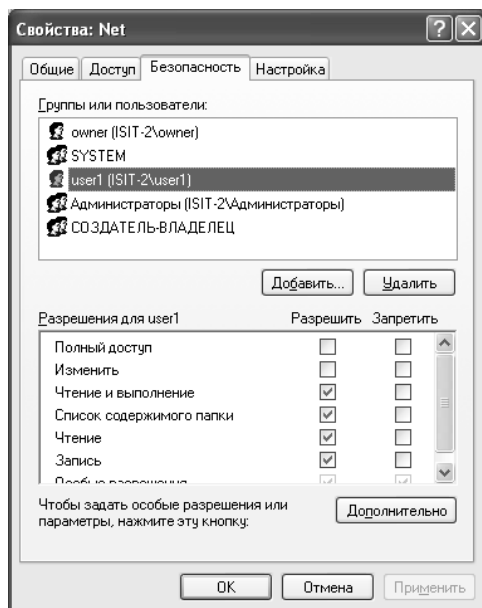 Свойства: Net
Общие Доступ Безопасность Настройка
Группы или пользователи:
owner (ISIT-2\owner)
SYSTEM
user1 (ISIT-2\user1)
Администраторы (ISIT-2\Администраторы)
СОЗДАТЕЛЬ-ВЛАДЕЛЕЦ
Добавить... Удалить
Разрешения для user1 Разрешить Запретить
Полный доступ
Изменить
Чтение и выполнение
Список содержимого папки
Чтение
Запись
Особые разрешения
Чтобы задать особые разрешения или
параметры, нажмите эту кнопку:
Дополнительно
OK Отмена Применить